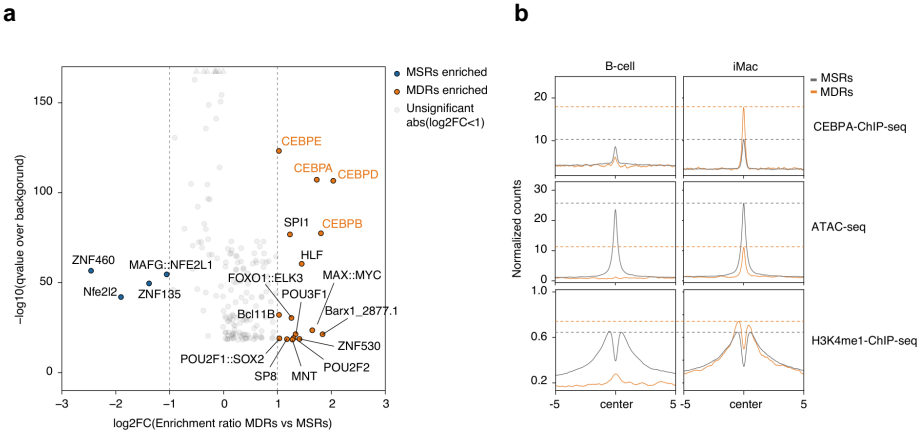 a
150
100
50
0
−3
−2
−1
0
1
2
3
−log10(qvalue over backgorund)
log2FC(Enrichment ratio MDRs vs MSRs)
MSRs enriched
MDRs enriched
Unsignificant
abs(log2FC<1)
CEBPE
CEBPA
CEBPD
SPI1
CEBPB
HLF
ZNF460
MAFG::NFE2L1
Nfe2l2
ZNF135
FOXO1::ELK3
MAX::MYC
POU3F1
Bcl11B
Barx1_2877.1
ZNF530
POU2F1::SOX2
POU2F2
SP8
MNT
b
B-cell
iMac
MSRs
MDRs
20
10
CEBPA-ChIP-seq
30
20
10
0
ATAC-seq
Normalized counts
1.0
0.6
0.2
H3K4me1-ChIP-seq
-5
center
5
-5
center
5